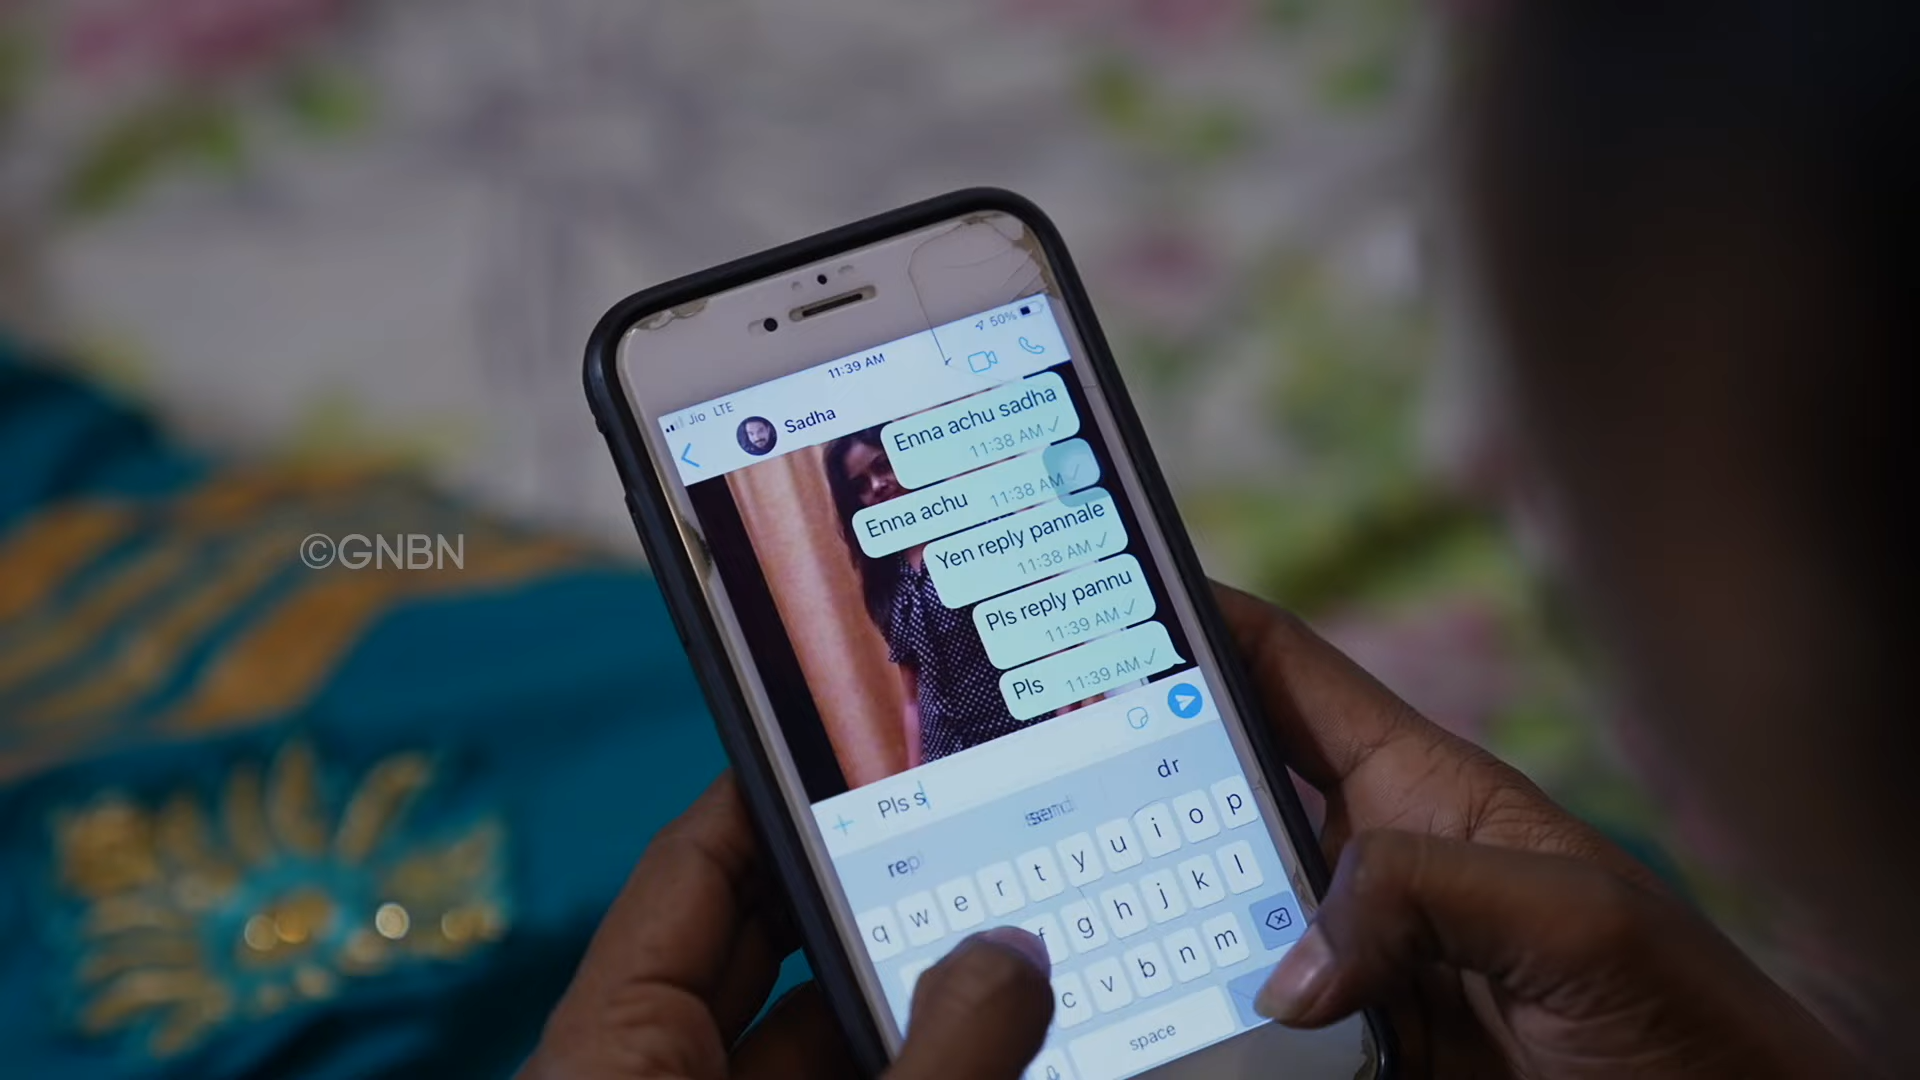 Jio LTE
11:39 AM
50%
Sadha
Enna achu sadha
11:38 AM
Enna achu 11:38 AM
Yen reply pannale
11:38 AM
Pls reply pannu
11:39 AM
Pls 11:39 AM
©GNBN
Pls s
dr
q w e r t y u i o p
f g h j k l
c v b n m
space